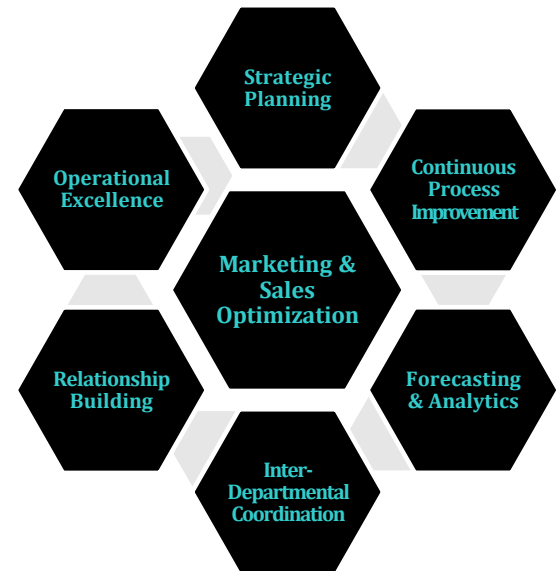 Strategic
Planning
Operational
Excellence
Continuous
Process
Improvement
Marketing &
Sales
Optimization
Relationship
Building
Forecasting
& Analytics
Inter-
Departmental
Coordination